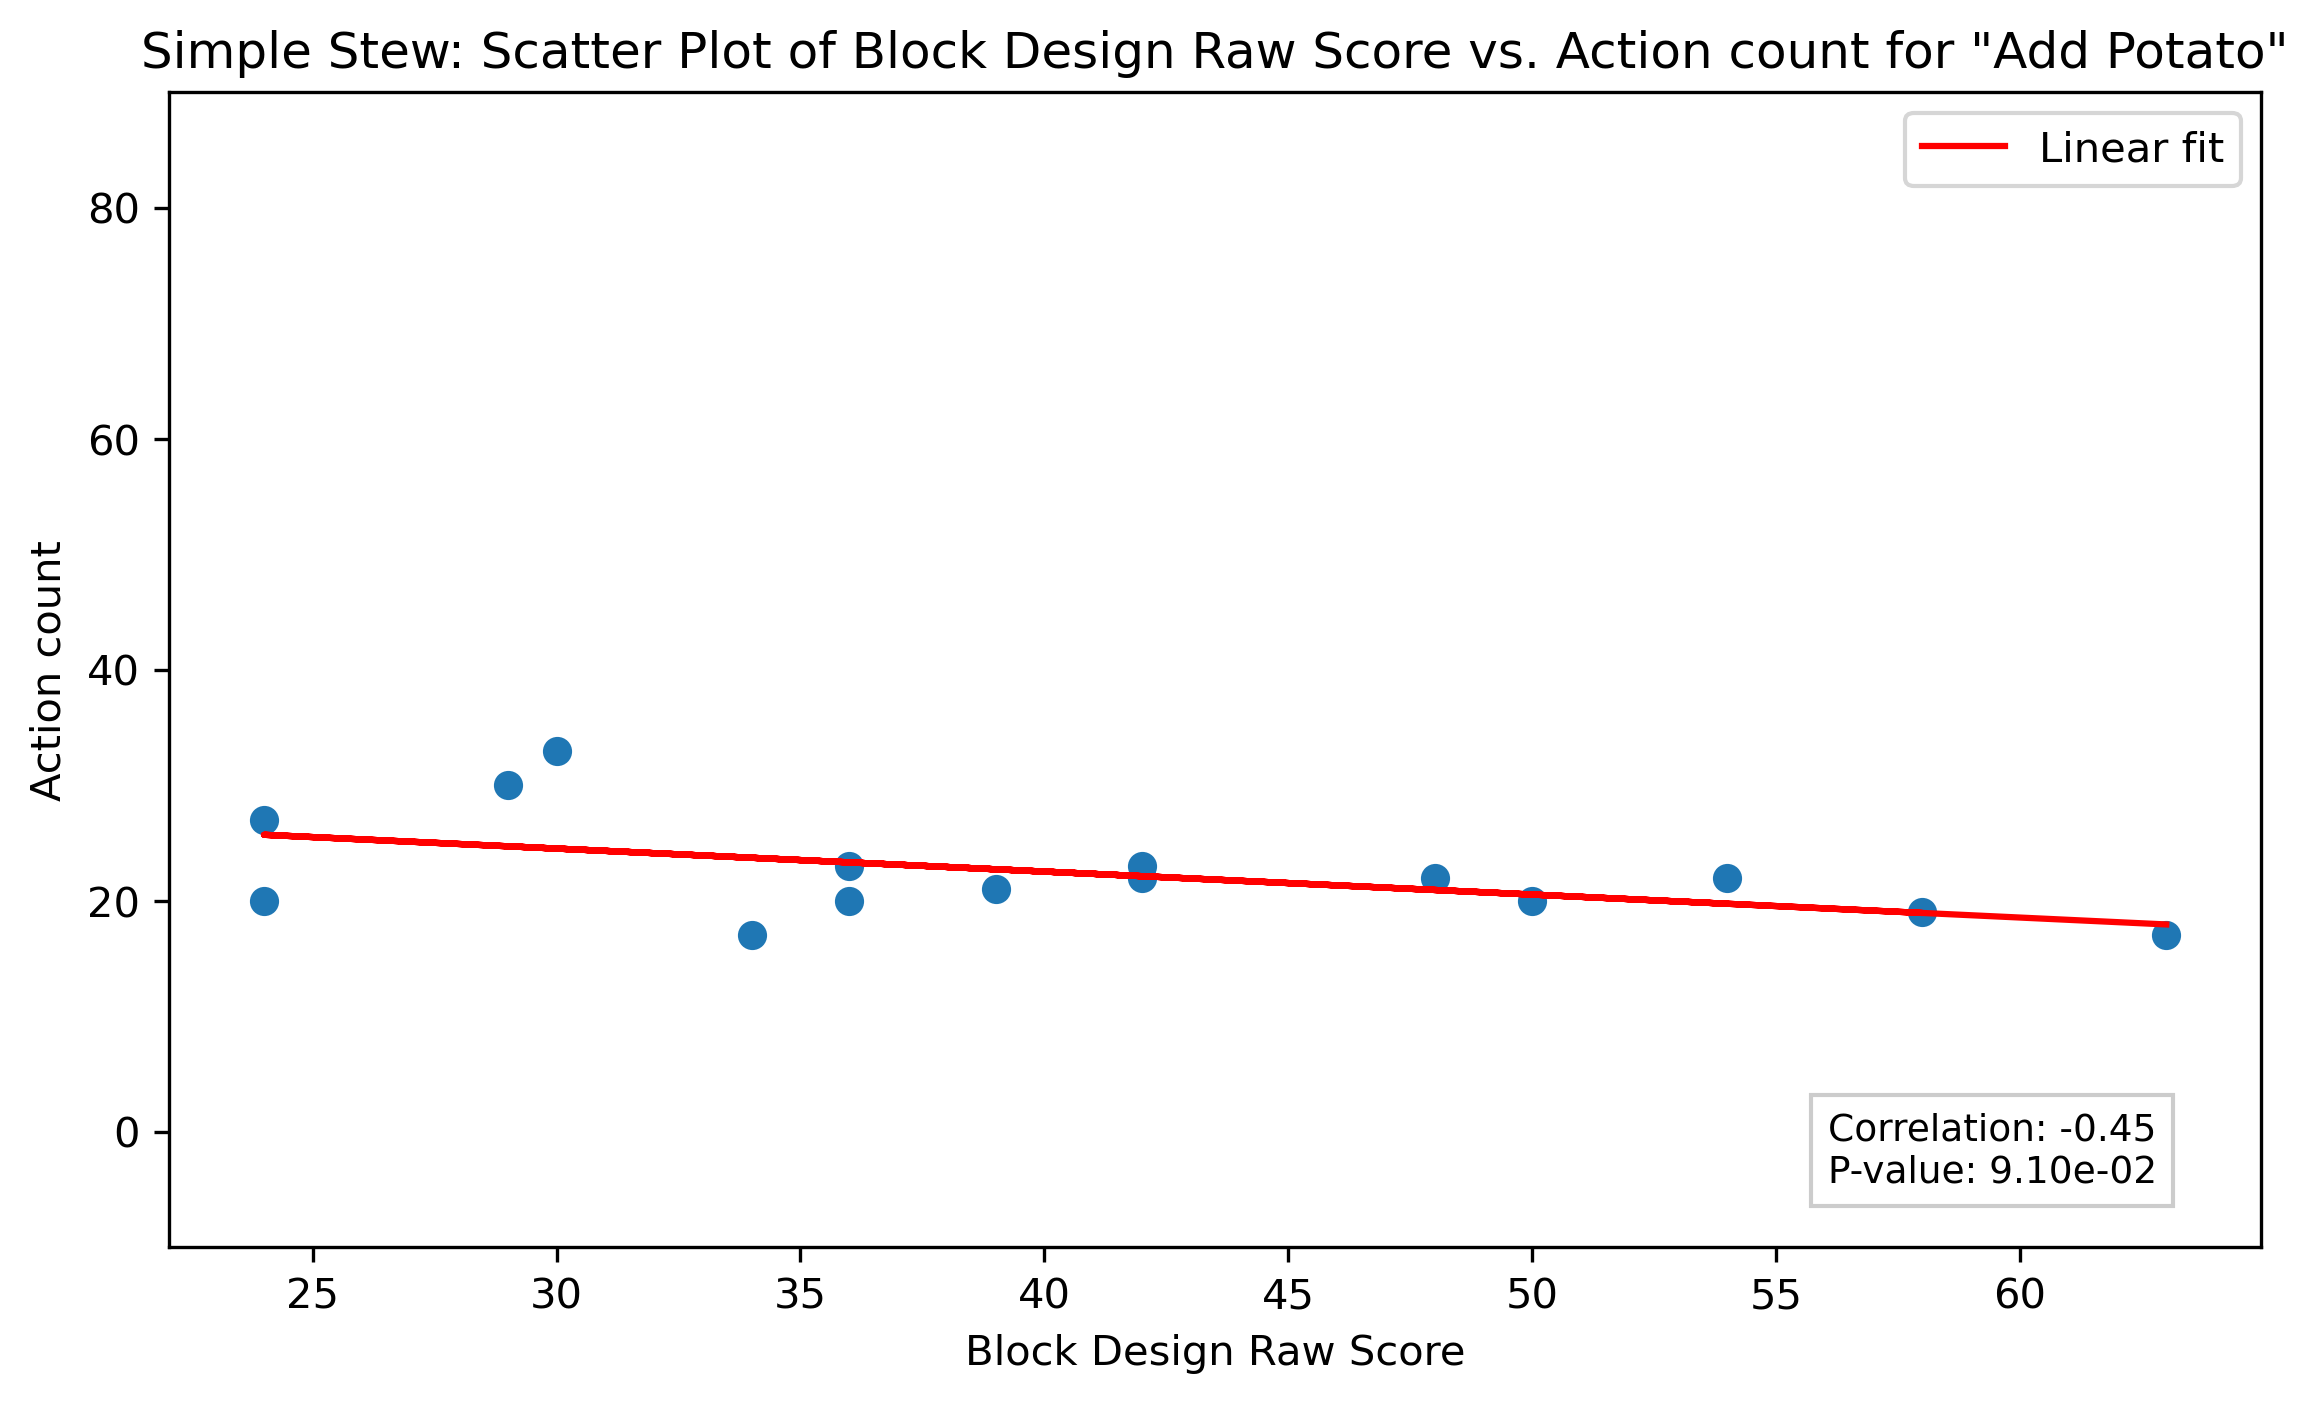 Simple Stew: Scatter Plot of Block Design Raw Score vs. Action count for "Add Potato"
Linear fit
80
60
40
20
0
Action count
Correlation: -0.45
P-value: 9.10e-02
25 30 35 40 45 50 55 60
Block Design Raw Score